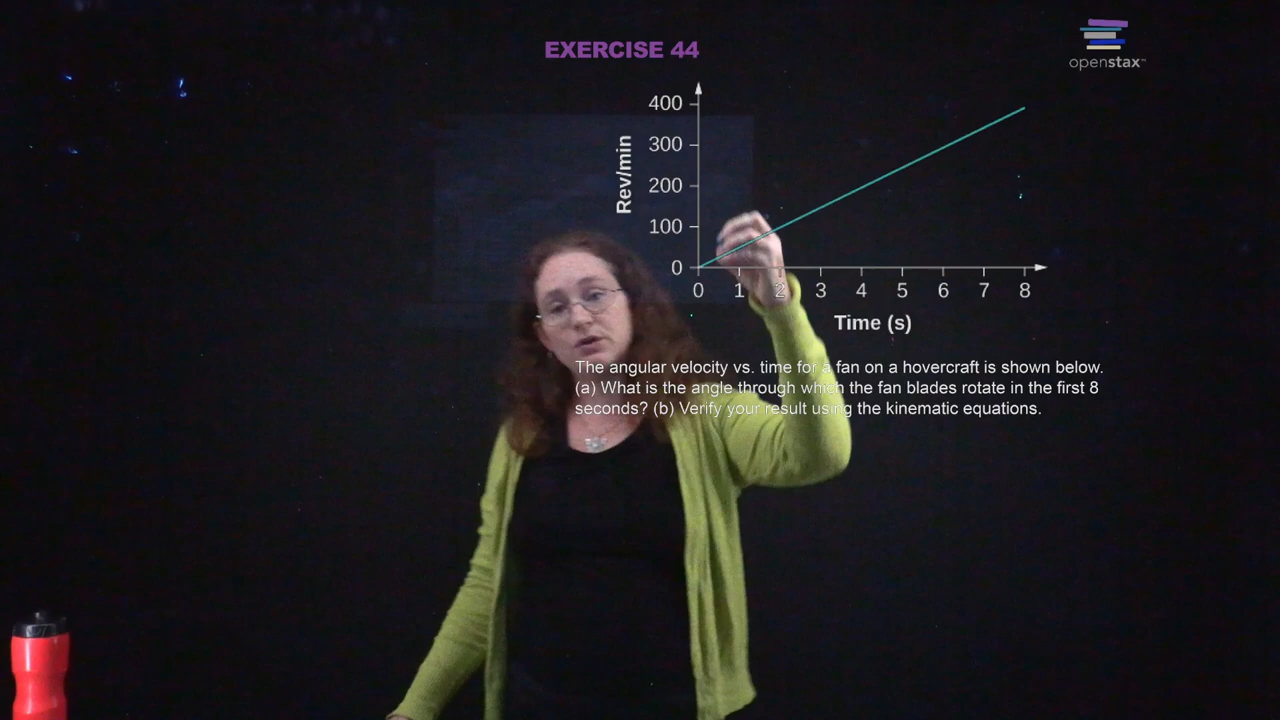 EXERCISE 44
openstax™
Rev/min
400
300
200
100
0
0 1 2 3 4 5 6 7 8
Time (s)
The angular velocity vs. time for a fan on a hovercraft is shown below.
(a) What is the angle through which the fan blades rotate in the first 8
seconds? (b) Verify your result using the kinematic equations.